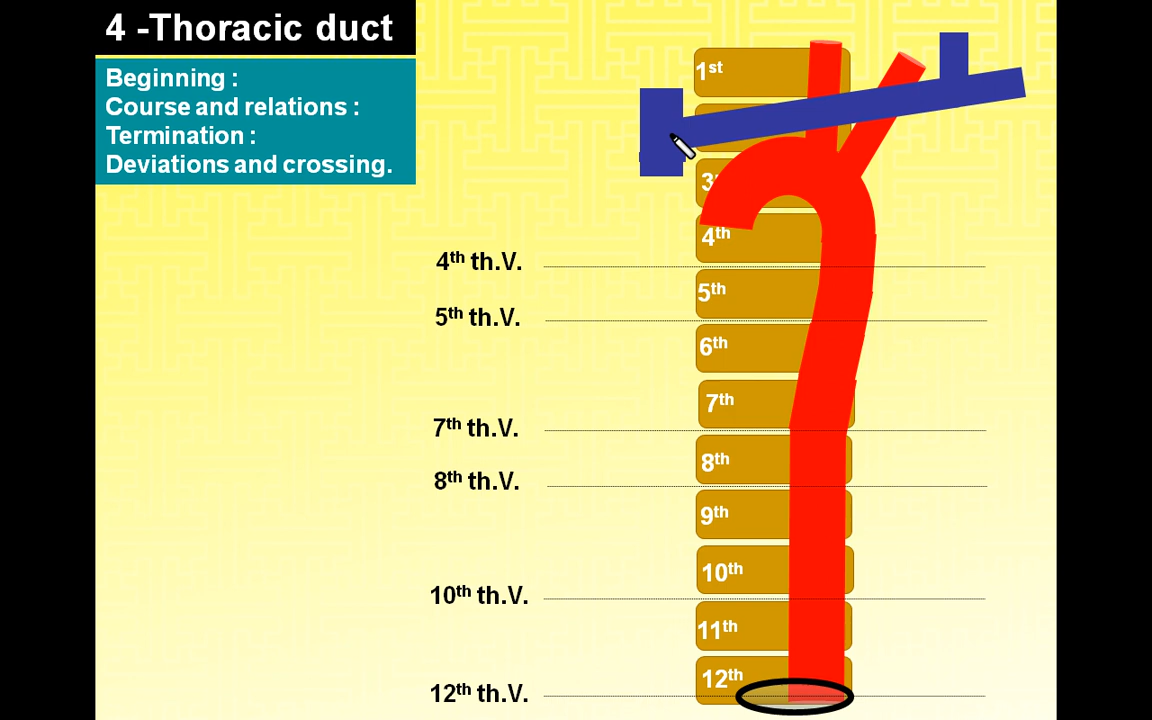 4 -Thoracic duct
Beginning :
Course and relations :
Termination :
Deviations and crossing.
1st
3
4th
4th th.V.
5th
5th th.V.
6th
7th
7th th.V.
8th
8th th.V.
9th
10th
10th th.V.
11th
12th
12th th.V.